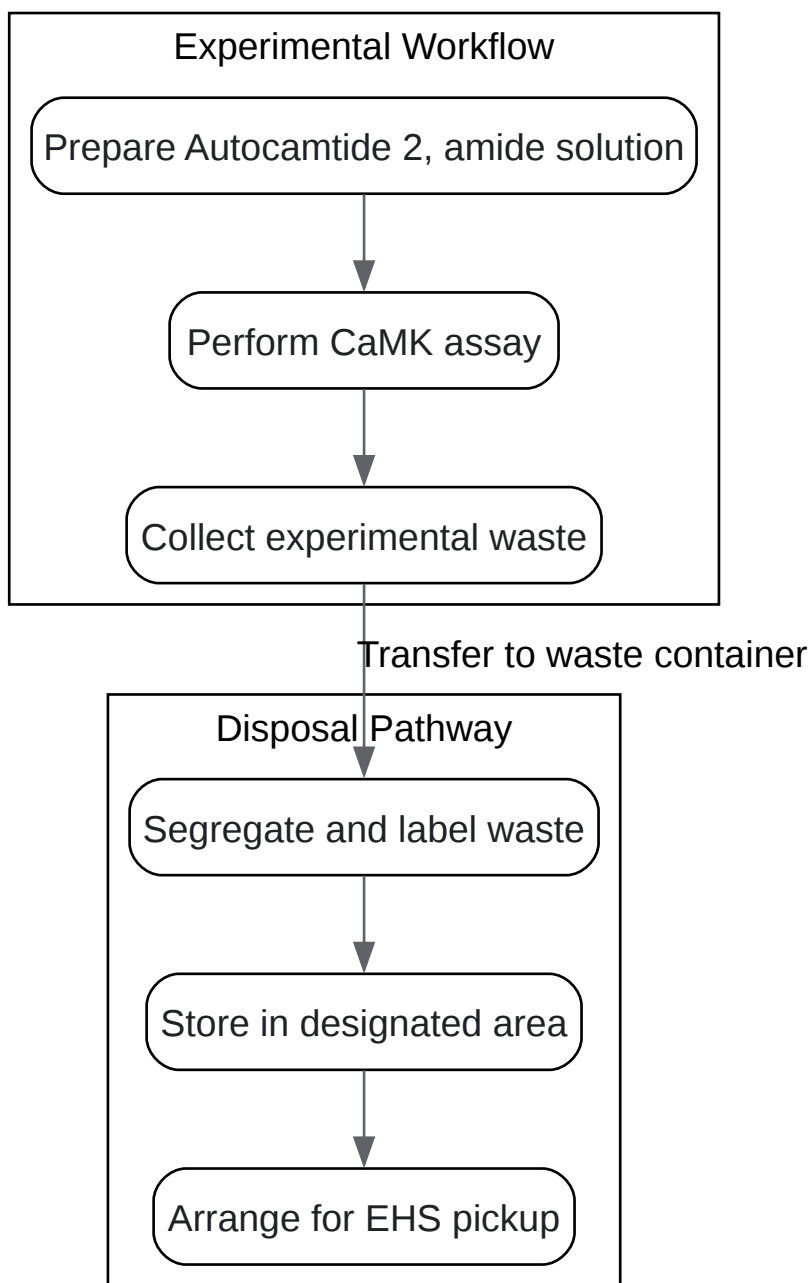 Experimental Workflow
Prepare Autocamtide 2, amide solution
Perform CaMK assay
Collect experimental waste
Transfer to waste container
Disposal Pathway
Segregate and label waste
Store in designated area
Arrange for EHS pickup